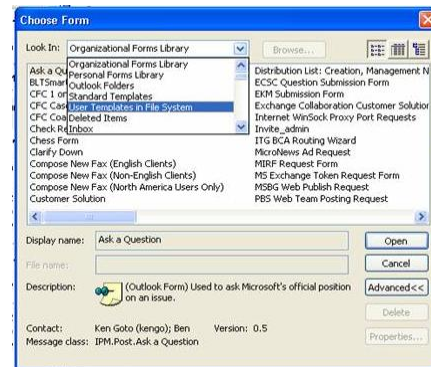 Choose Form
Look In: Organizational Forms Library Browse...
Organizational Forms Library
Personal Forms Library
Outlook Folders
Standard Templates
User Templates in File System
Deleted Items
Inbox
Ask a Qu
BLTSmart
CFC 1 or
CFC Cas
CFC Coa
Check Re
Chess Form
Clarify Down
Compose New Fax (English Clients)
Compose New Fax (Non-English Clients)
Compose New Fax (North America Users Only)
Customer Solution
Distribution List: Creation, Management N
ECSC Question Submission Form
EKM Submission Form
Exchange Collaboration Customer Solution
Internet WinSock Proxy Port Requests
Invite_admin
ITG BCA Routing Wizard
MicroNews Ad Request
MIRF Request Form
MS Exchange Token Request Form
MSBG Web Publish Request
PBS Web Team Posting Request
Display name: Ask a Question Open
File name: Cancel
Description: (Outlook Form) Used to ask Microsoft's official position on an issue.
Advanced<<
Delete
Contact: Ken Goto (kengo); Ben Version: 0.5
Properties...
Message class: IPM.Post.Ask a Question